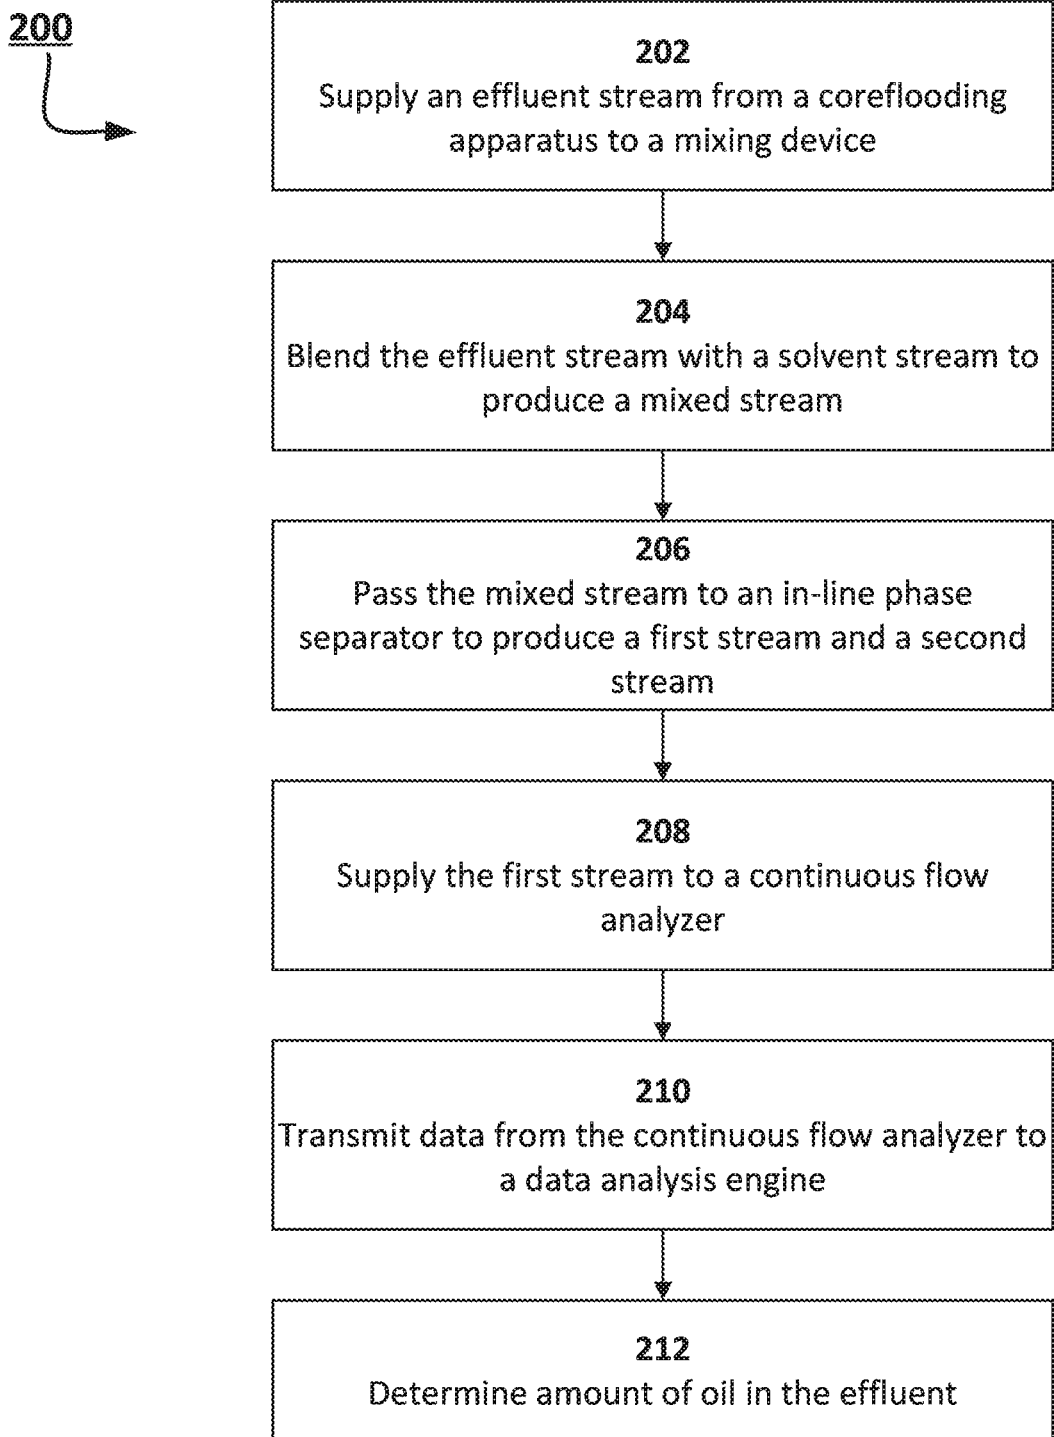 200
202
Supply an effluent stream from a coreflooding
apparatus to a mixing device
204
Blend the effluent stream with a solvent stream to
produce a mixed stream
206
Pass the mixed stream to an in-line phase
separator to produce a first stream and a second
stream
208
Supply the first stream to a continuous flow
analyzer
210
Transmit data from the continuous flow analyzer to
a data analysis engine
212
Determine amount of oil in the effluent